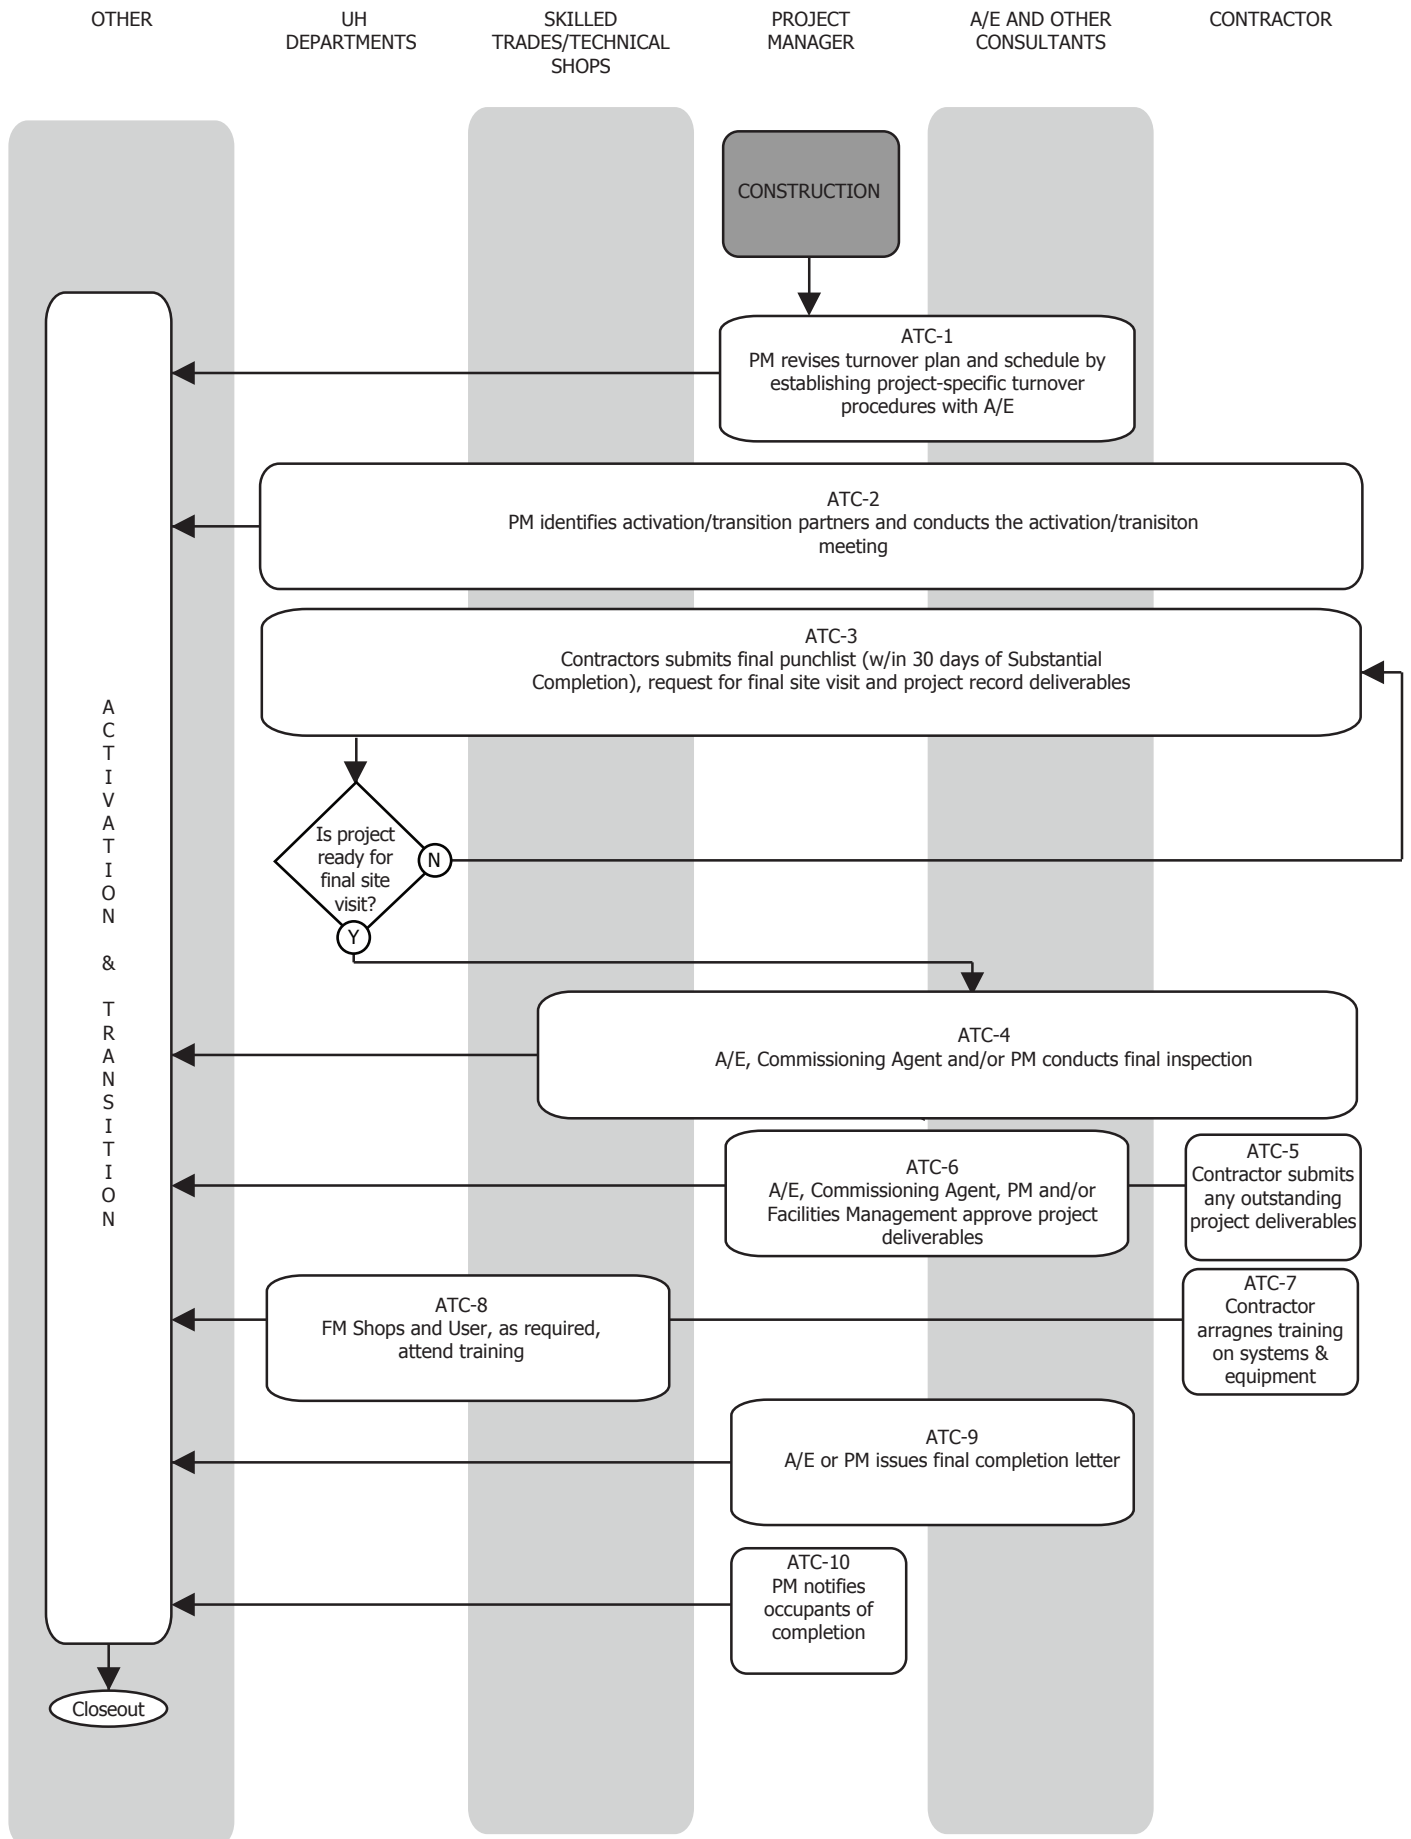 OTHER
UH
DEPARTMENTS
SKILLED
TRADES/TECHNICAL
SHOPS
PROJECT
MANAGER
A/E AND OTHER
CONSULTANTS
CONTRACTOR
CONSTRUCTION
ATC-1
PM revises turnover plan and schedule by
establishing project-specific turnover
procedures with A/E
ATC-2
PM identifies activation/transition partners and conducts the activation/tranisiton
meeting
ATC-3
Contractors submits final punchlist (w/in 30 days of Substantial
Completion), request for final site visit and project record deliverables
Is project
ready for
final site
visit?
N
Y
ACTIVATION & TRANSITION
ATC-4
A/E, Commissioning Agent and/or PM conducts final inspection
ATC-6
A/E, Commissioning Agent, PM and/or
Facilities Management approve project
deliverables
ATC-5
Contractor submits
any outstanding
project deliverables
ATC-8
FM Shops and User, as required,
attend training
ATC-7
Contractor
arragnes training
on systems &
equipment
ATC-9
A/E or PM issues final completion letter
ATC-10
PM notifies
occupants of
completion
Closeout